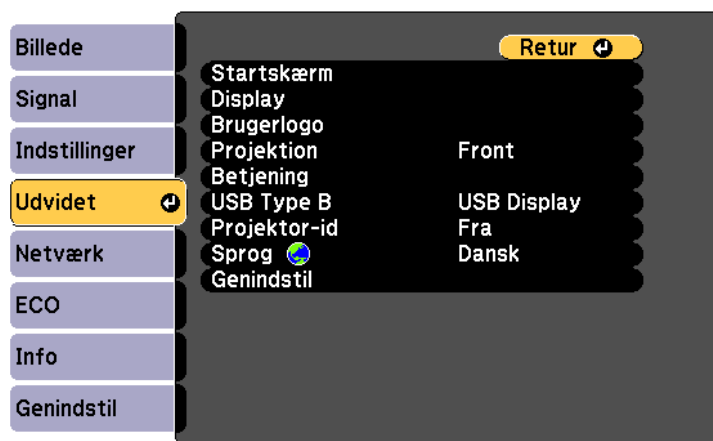 Billede
Signal
Indstillinger
Udvidet
Netværk
ECO
Info
Genindstil
Retur
Startskærm
Display
Brugerlogo
Projektion Front
Betjening
USB Type B USB Display
Projektor-id Fra
Sprog Dansk
Genindstil